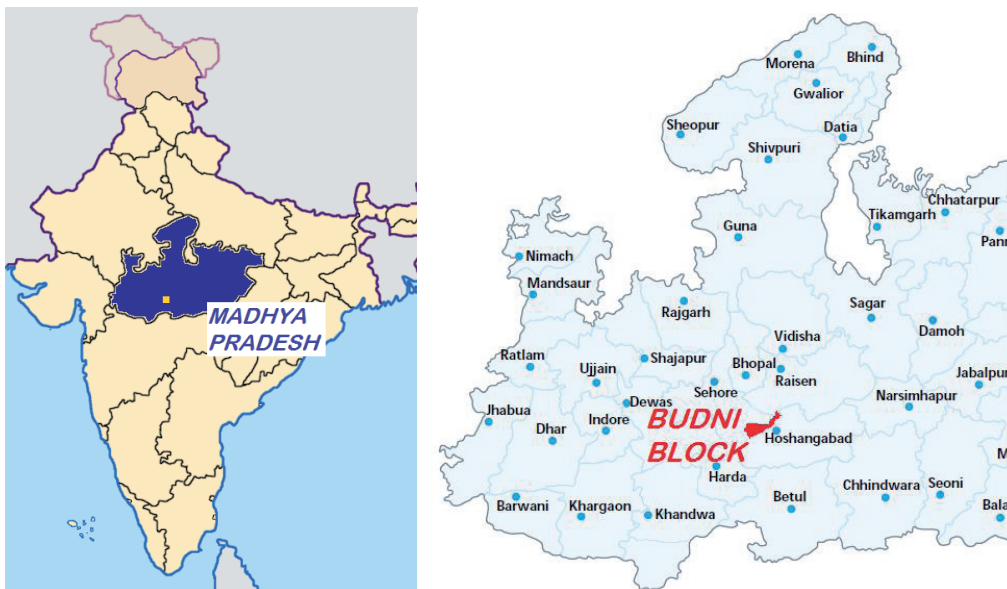 MADHYA
PRADESH
Morena
Bhind
Gwalior
Sheopur
Datia
Shivpuri
Chhatarpur
Tikamgarh
Guna
Pann
Nimach
Mandsaur
Rajgarh
Sagar
Damoh
Vidisha
Ratlam
Shajapur
Bhopal
Ujjain
Raisen
Jabalpur
Sehore
Narsimhapur
Dewas
Jhabua
BUDNI
Indore
Dhar
Hoshangabad
BLOCK
M
Harda
Chhindwara
Seoni
Betul
Barwani
Khargaon
Khandwa
Bala